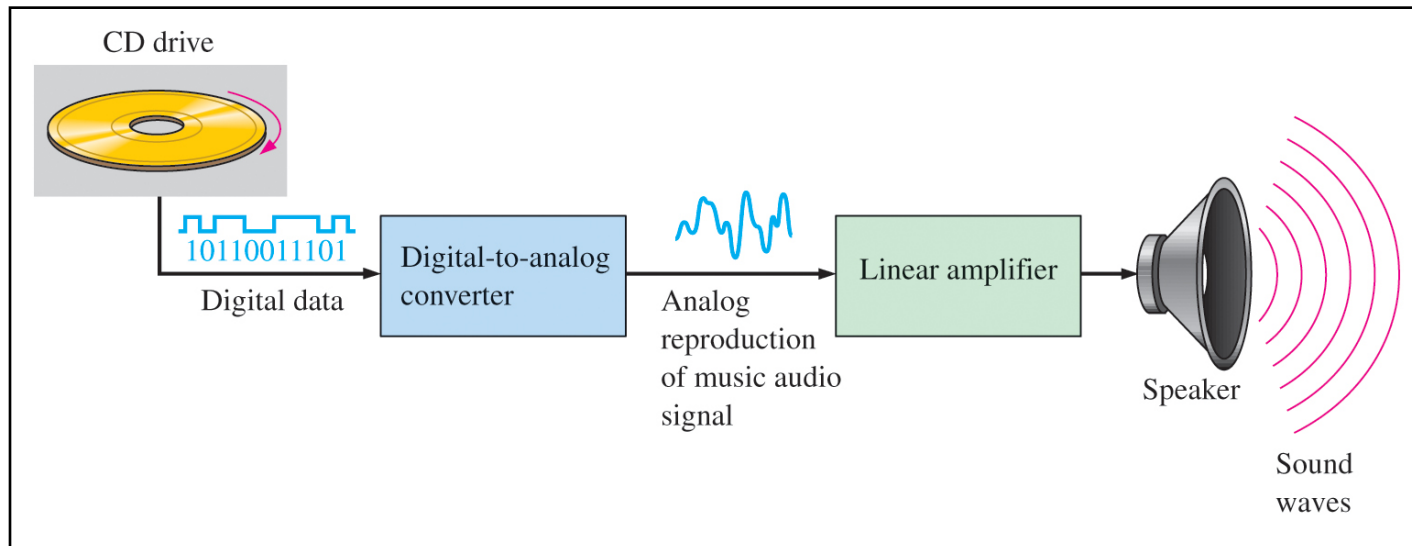 CD drive
10110011101
Digital data
Digital-to-analog
converter
Analog
reproduction
of music audio
signal
Linear amplifier
Speaker
Sound
waves